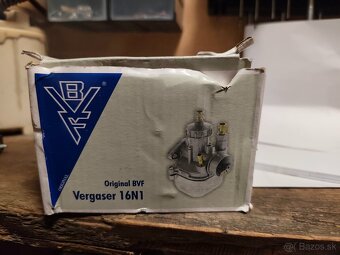 BVF
Original BVF
Vergaser 16N1
Bazos.sk